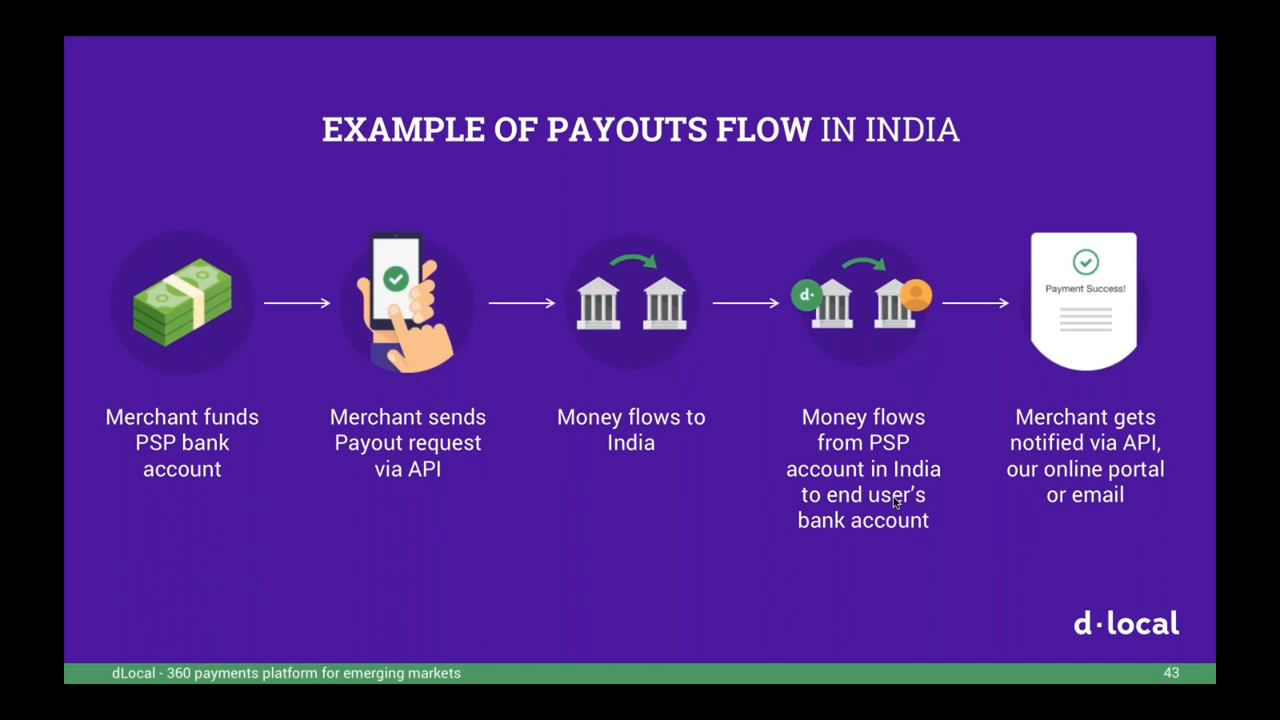 EXAMPLE OF PAYOUTS FLOW IN INDIA
Merchant funds
PSP bank
account
Merchant sends
Payout request
via API
Money flows to
India
d·
Money flows
from PSP
account in India
to end user’s
bank account
Payment Success!
Merchant gets
notified via API,
our online portal
or email
d·local
dLocal - 360 payments platform for emerging markets
43